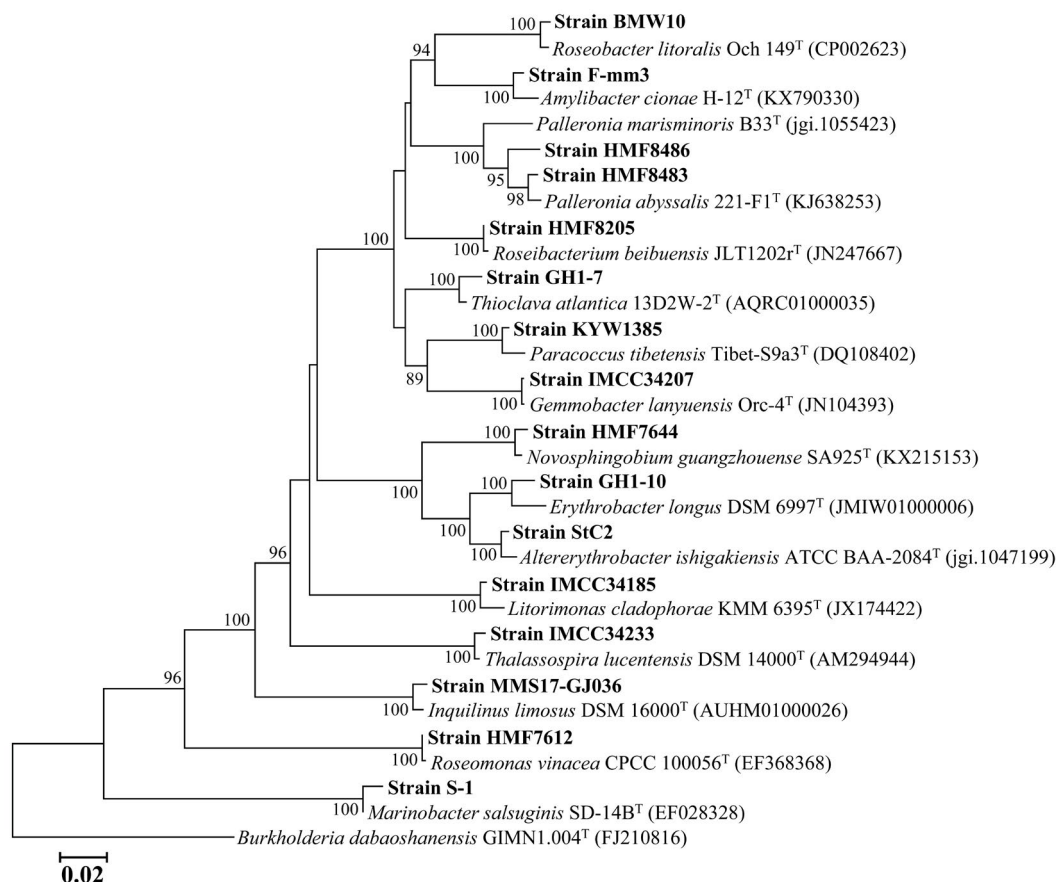 100 Strain BMW10
94
Roseobacter litoralis Och 149ᵀ (CP002623)
Strain F-mm3
100 Amylibacter cionae H-12ᵀ (KX790330)
Palleronia marisminoris B33ᵀ (jgi.1055423)
100 Strain HMF8486
95 Strain HMF8483
98 Palleronia abyssalis 221-F1ᵀ (KJ638253)
Strain HMF8205
100 100 Roseibacterium beibuensis JLT1202rᵀ (JN247667)
100 Strain GH1-7
Thioclava atlantica 13D2W-2ᵀ (AQRC01000035)
100 Strain KYW1385
Paracoccus tibetensis Tibet-S9a3ᵀ (DQ108402)
89 Strain IMCC34207
100 Gemmobacter lanyuensis Orc-4ᵀ (JN104393)
100 Strain HMF7644
Novosphingobium guangzhouense SA925ᵀ (KX215153)
100 100 Strain GH1-10
Erythrobacter longus DSM 6997ᵀ (JMIW01000006)
100 Strain StC2
96 100 Altererythrobacter ishigakiensis ATCC BAA-2084ᵀ (jgi.1047199)
Strain IMCC34185
100 Litorimonas cladophorae KMM 6395ᵀ (JX174422)
100 Strain IMCC34233
100 Thalassospira lucentensis DSM 14000ᵀ (AM294944)
96 Strain MMS17-GJ036
100 Inquilinus limosus DSM 16000ᵀ (AUHM01000026)
Strain HMF7612
100 Roseomonas vinacea CPCC 100056ᵀ (EF368368)
Strain S-1
100 Marinobacter salsuginis SD-14Bᵀ (EF028328)
Burkholderia dabaoshanensis GIMN1.004ᵀ (FJ210816)
0.02